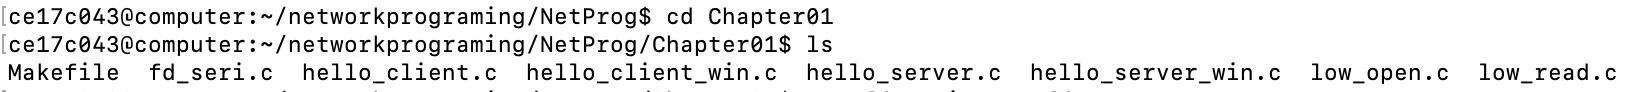 [ce17c043@computer:~/networkprograming/NetProg$ cd Chapter01
[ce17c043@computer:~/networkprograming/NetProg/Chapter01$ ls
Makefile  fd_seri.c  hello_client.c  hello_client_win.c  hello_server.c  hello_server_win.c  low_open.c  low_read.c